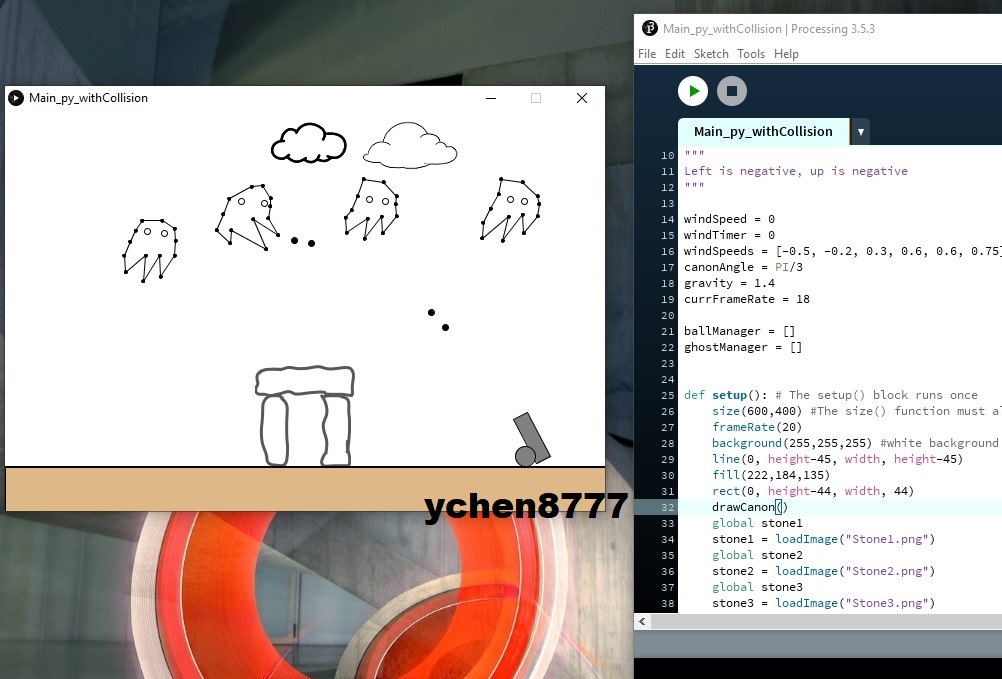 Main_py_withCollision
Main_py_withCollision | Processing 3.5.3
File Edit Sketch Tools Help
Main_py_withCollision
10 """
11 Left is negative, up is negative
12 """
13
14 windSpeed = 0
15 windTimer = 0
16 windSpeeds = [-0.5, -0.2, 0.3, 0.6, 0.6, 0.75]
17 canonAngle = PI/3
18 gravity = 1.4
19 currFrameRate = 18
20
21 ballManager = []
22 ghostManager = []
23
24
25 def setup(): # The setup() block runs once
26 size(600,400) #The size() function must al
27 frameRate(20)
28 background(255,255,255) #white background
29 line(0, height-45, width, height-45)
30 fill(222,184,135)
31 rect(0, height-44, width, 44)
32 drawCanon()
33 global stone1
34 stone1 = loadImage("Stone1.png")
35 global stone2
36 stone2 = loadImage("Stone2.png")
37 global stone3
38 stone3 = loadImage("Stone3.png")
ychen8777